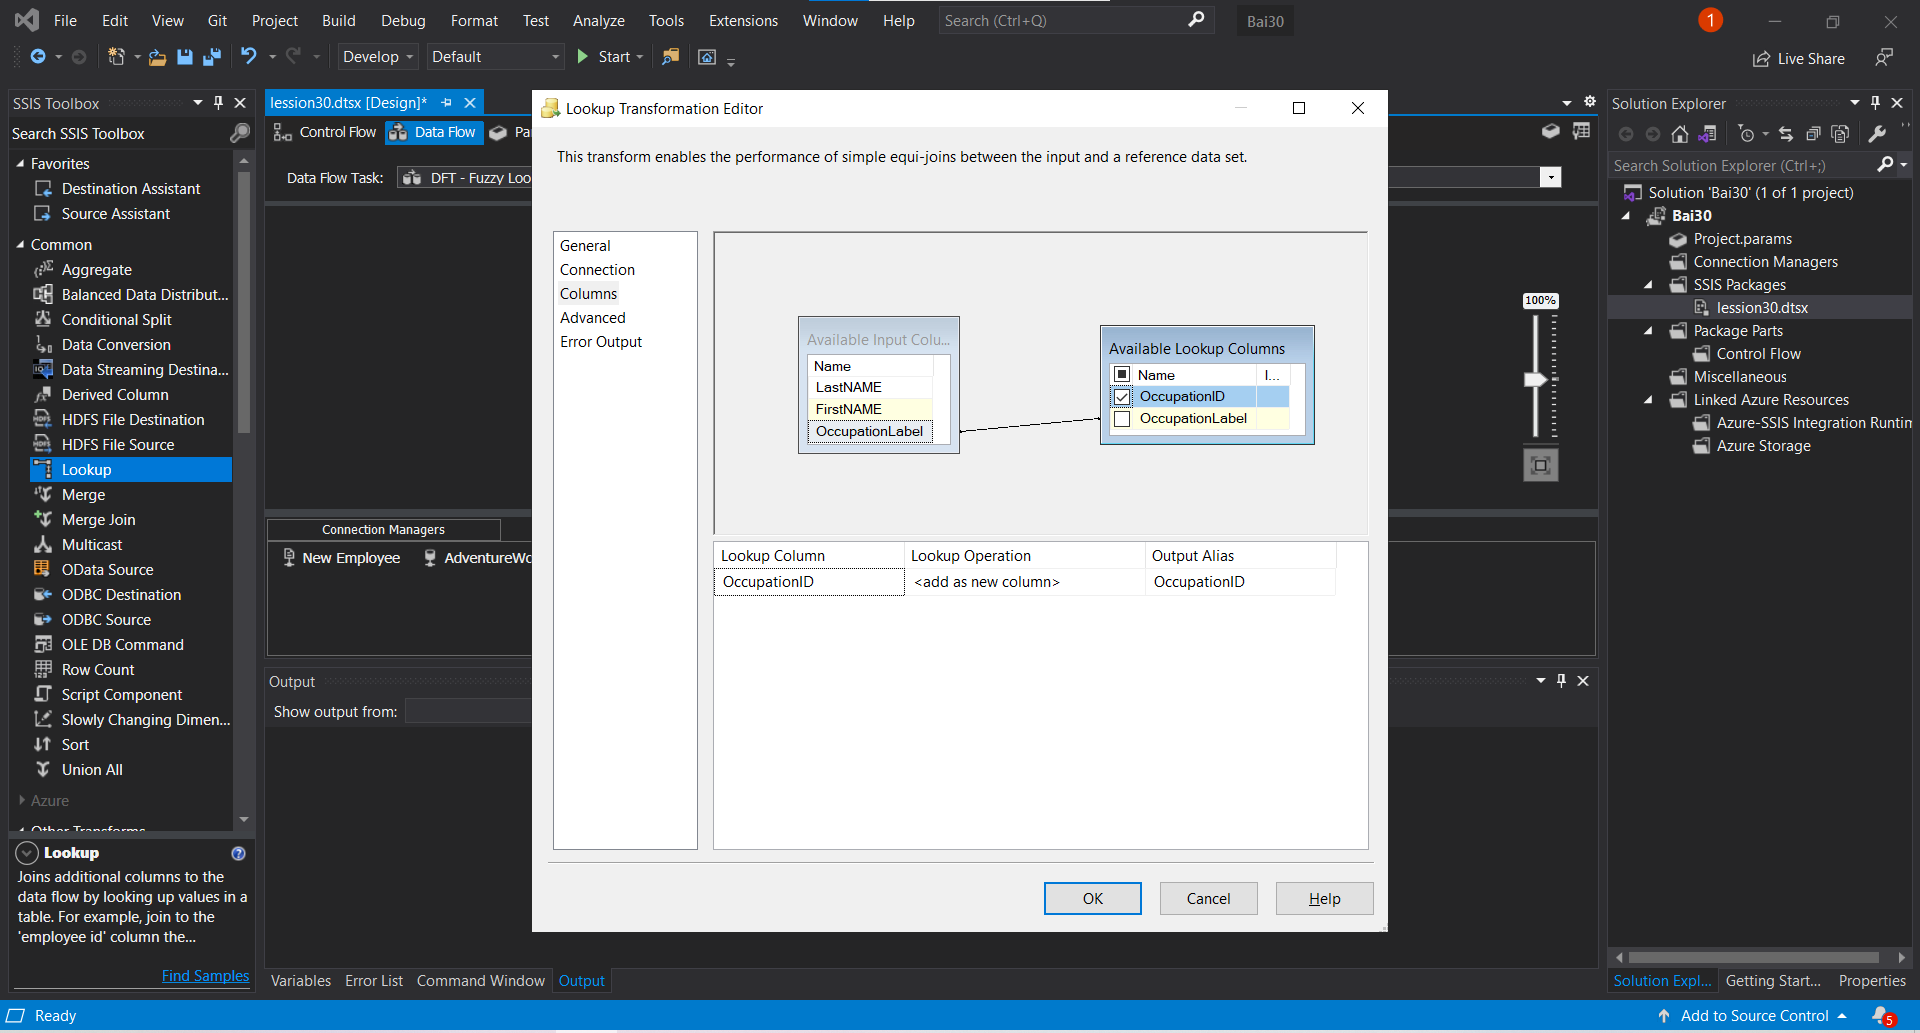 File Edit View Git Project Build Debug Format Test Analyze Tools Extensions Window Help Search (Ctrl+Q) Bai30 1
Develop Default Start Live Share
SSIS Toolbox
Search SSIS Toolbox
Favorites
Destination Assistant
Source Assistant
Common
Aggregate
Balanced Data Distribut...
Conditional Split
Data Conversion
Data Streaming Destina...
Derived Column
HDFS File Destination
HDFS File Source
Lookup
Merge
Merge Join
Multicast
OData Source
ODBC Destination
ODBC Source
OLE DB Command
Row Count
Script Component
Slowly Changing Dimen...
Sort
Union All
Azure
Other Transforms
Lookup
Joins additional columns to the
data flow by looking up values in a
table. For example, join to the
'employee id' column the...
Find Samples
lession30.dtsx [Design]*
Control Flow Data Flow Pa
Data Flow Task: DFT - Fuzzy Loo
100%
Connection Managers
New Employee AdventureWo
Output
Show output from:
Variables Error List Command Window Output
Lookup Transformation Editor
This transform enables the performance of simple equi-joins between the input and a reference data set.
General
Connection
Columns
Advanced
Error Output
Available Input Colu...
Name
LastNAME
FirstNAME
OccupationLabel
Available Lookup Columns
Name I...
OccupationID
OccupationLabel
Lookup Column Lookup Operation Output Alias
OccupationID <add as new column> OccupationID
OK Cancel Help
Solution Explorer
Search Solution Explorer (Ctrl+;)
Solution 'Bai30' (1 of 1 project)
Bai30
Project.params
Connection Managers
SSIS Packages
lession30.dtsx
Package Parts
Control Flow
Miscellaneous
Linked Azure Resources
Azure-SSIS Integration Runtim
Azure Storage
Solution Expl... Getting Start... Properties
Ready Add to Source Control 5